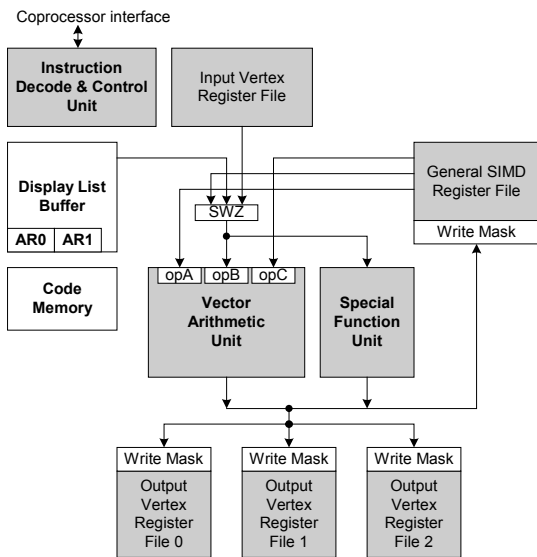 Coprocessor interface
Instruction
Decode & Control
Unit
Input Vertex
Register File
Display List
Buffer
AR0 AR1
Code
Memory
General SIMD
Register File
Write Mask
SWZ
opA opB opC
Vector
Arithmetic
Unit
Special
Function
Unit
Write Mask
Output
Vertex
Register
File 0
Write Mask
Output
Vertex
Register
File 1
Write Mask
Output
Vertex
Register
File 2